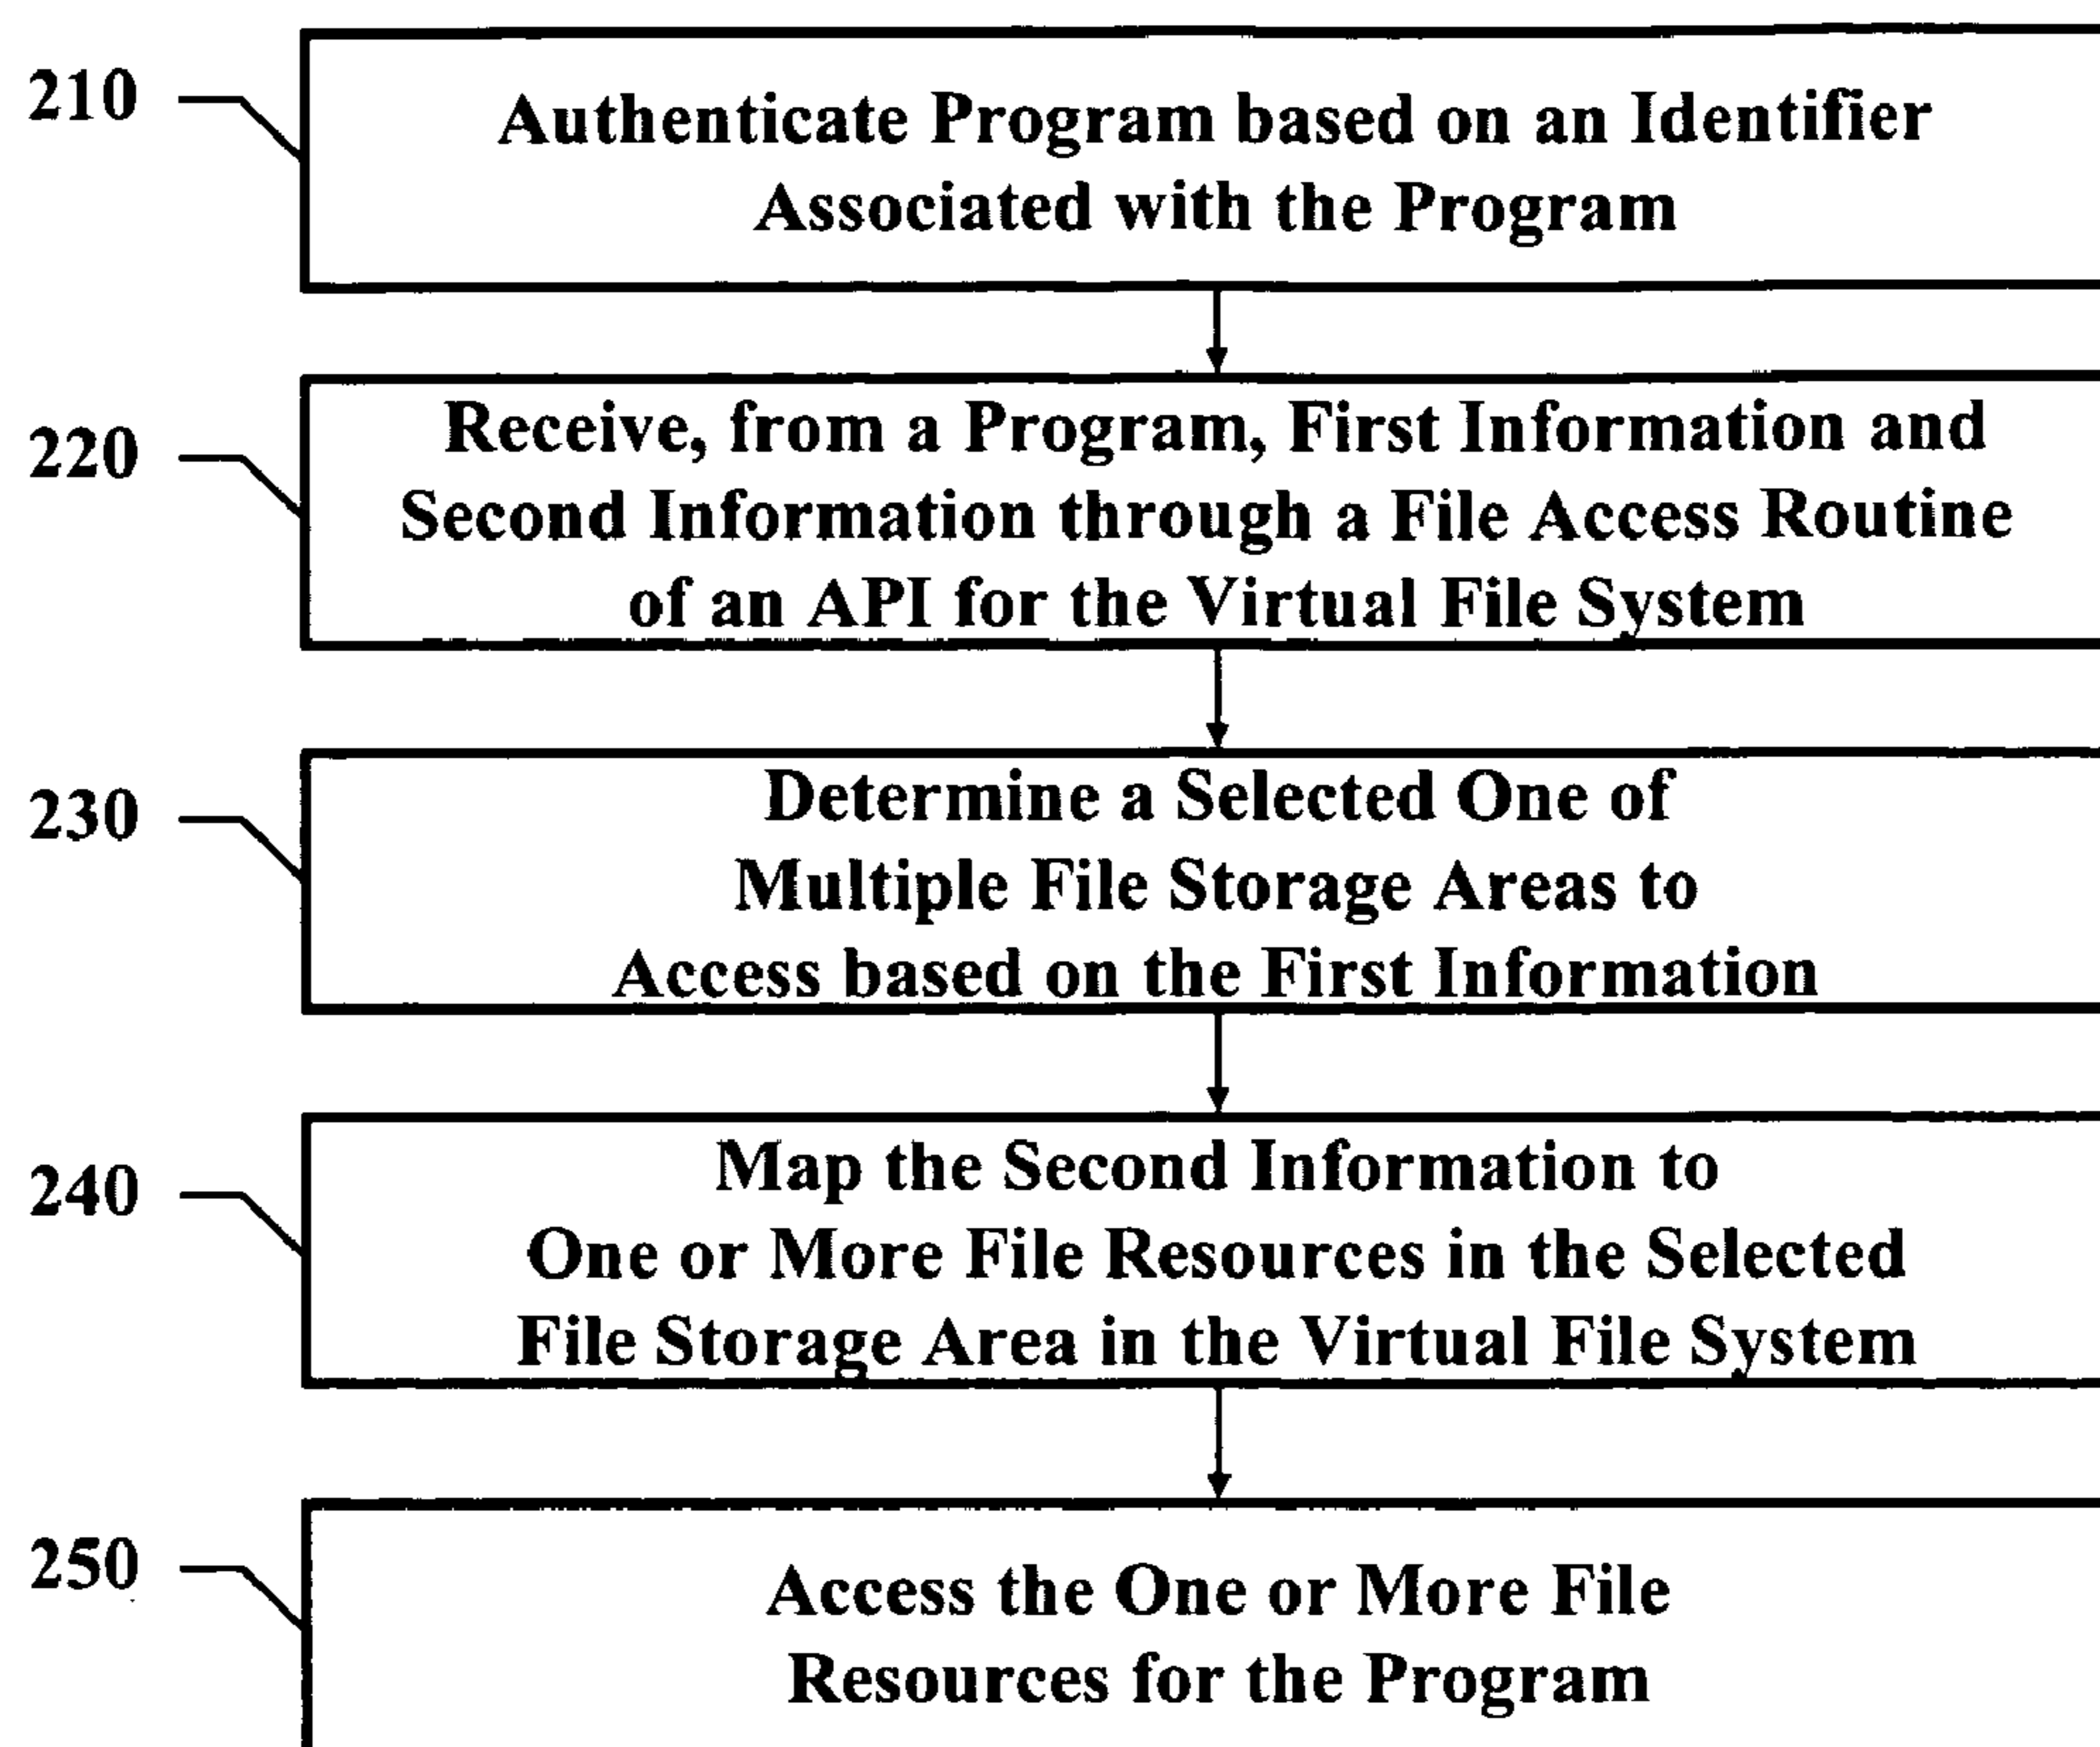 210
Authenticate Program based on an Identifier
Associated with the Program
220
Receive, from a Program, First Information and
Second Information through a File Access Routine
of an API for the Virtual File System
230
Determine a Selected One of
Multiple File Storage Areas to
Access based on the First Information
240
Map the Second Information to
One or More File Resources in the Selected
File Storage Area in the Virtual File System
250
Access the One or More File
Resources for the Program